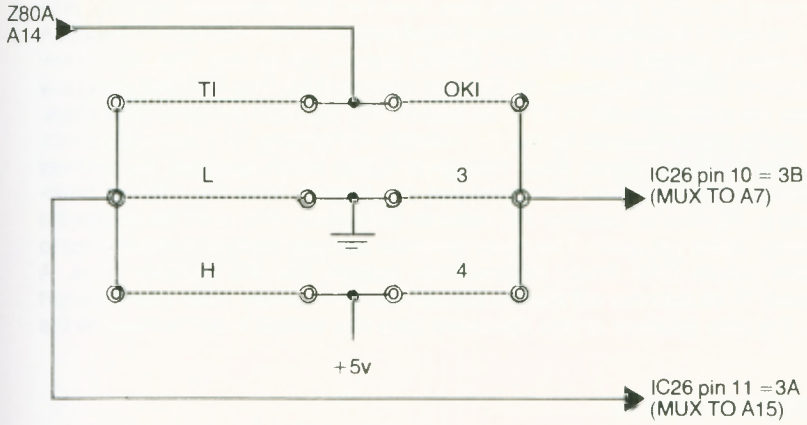 Z80A
A14
TI
OKI
L
3
IC26 pin 10 = 3B
(MUX TO A7)
H
4
+5v
IC26 pin 11 =3A
(MUX TO A15)